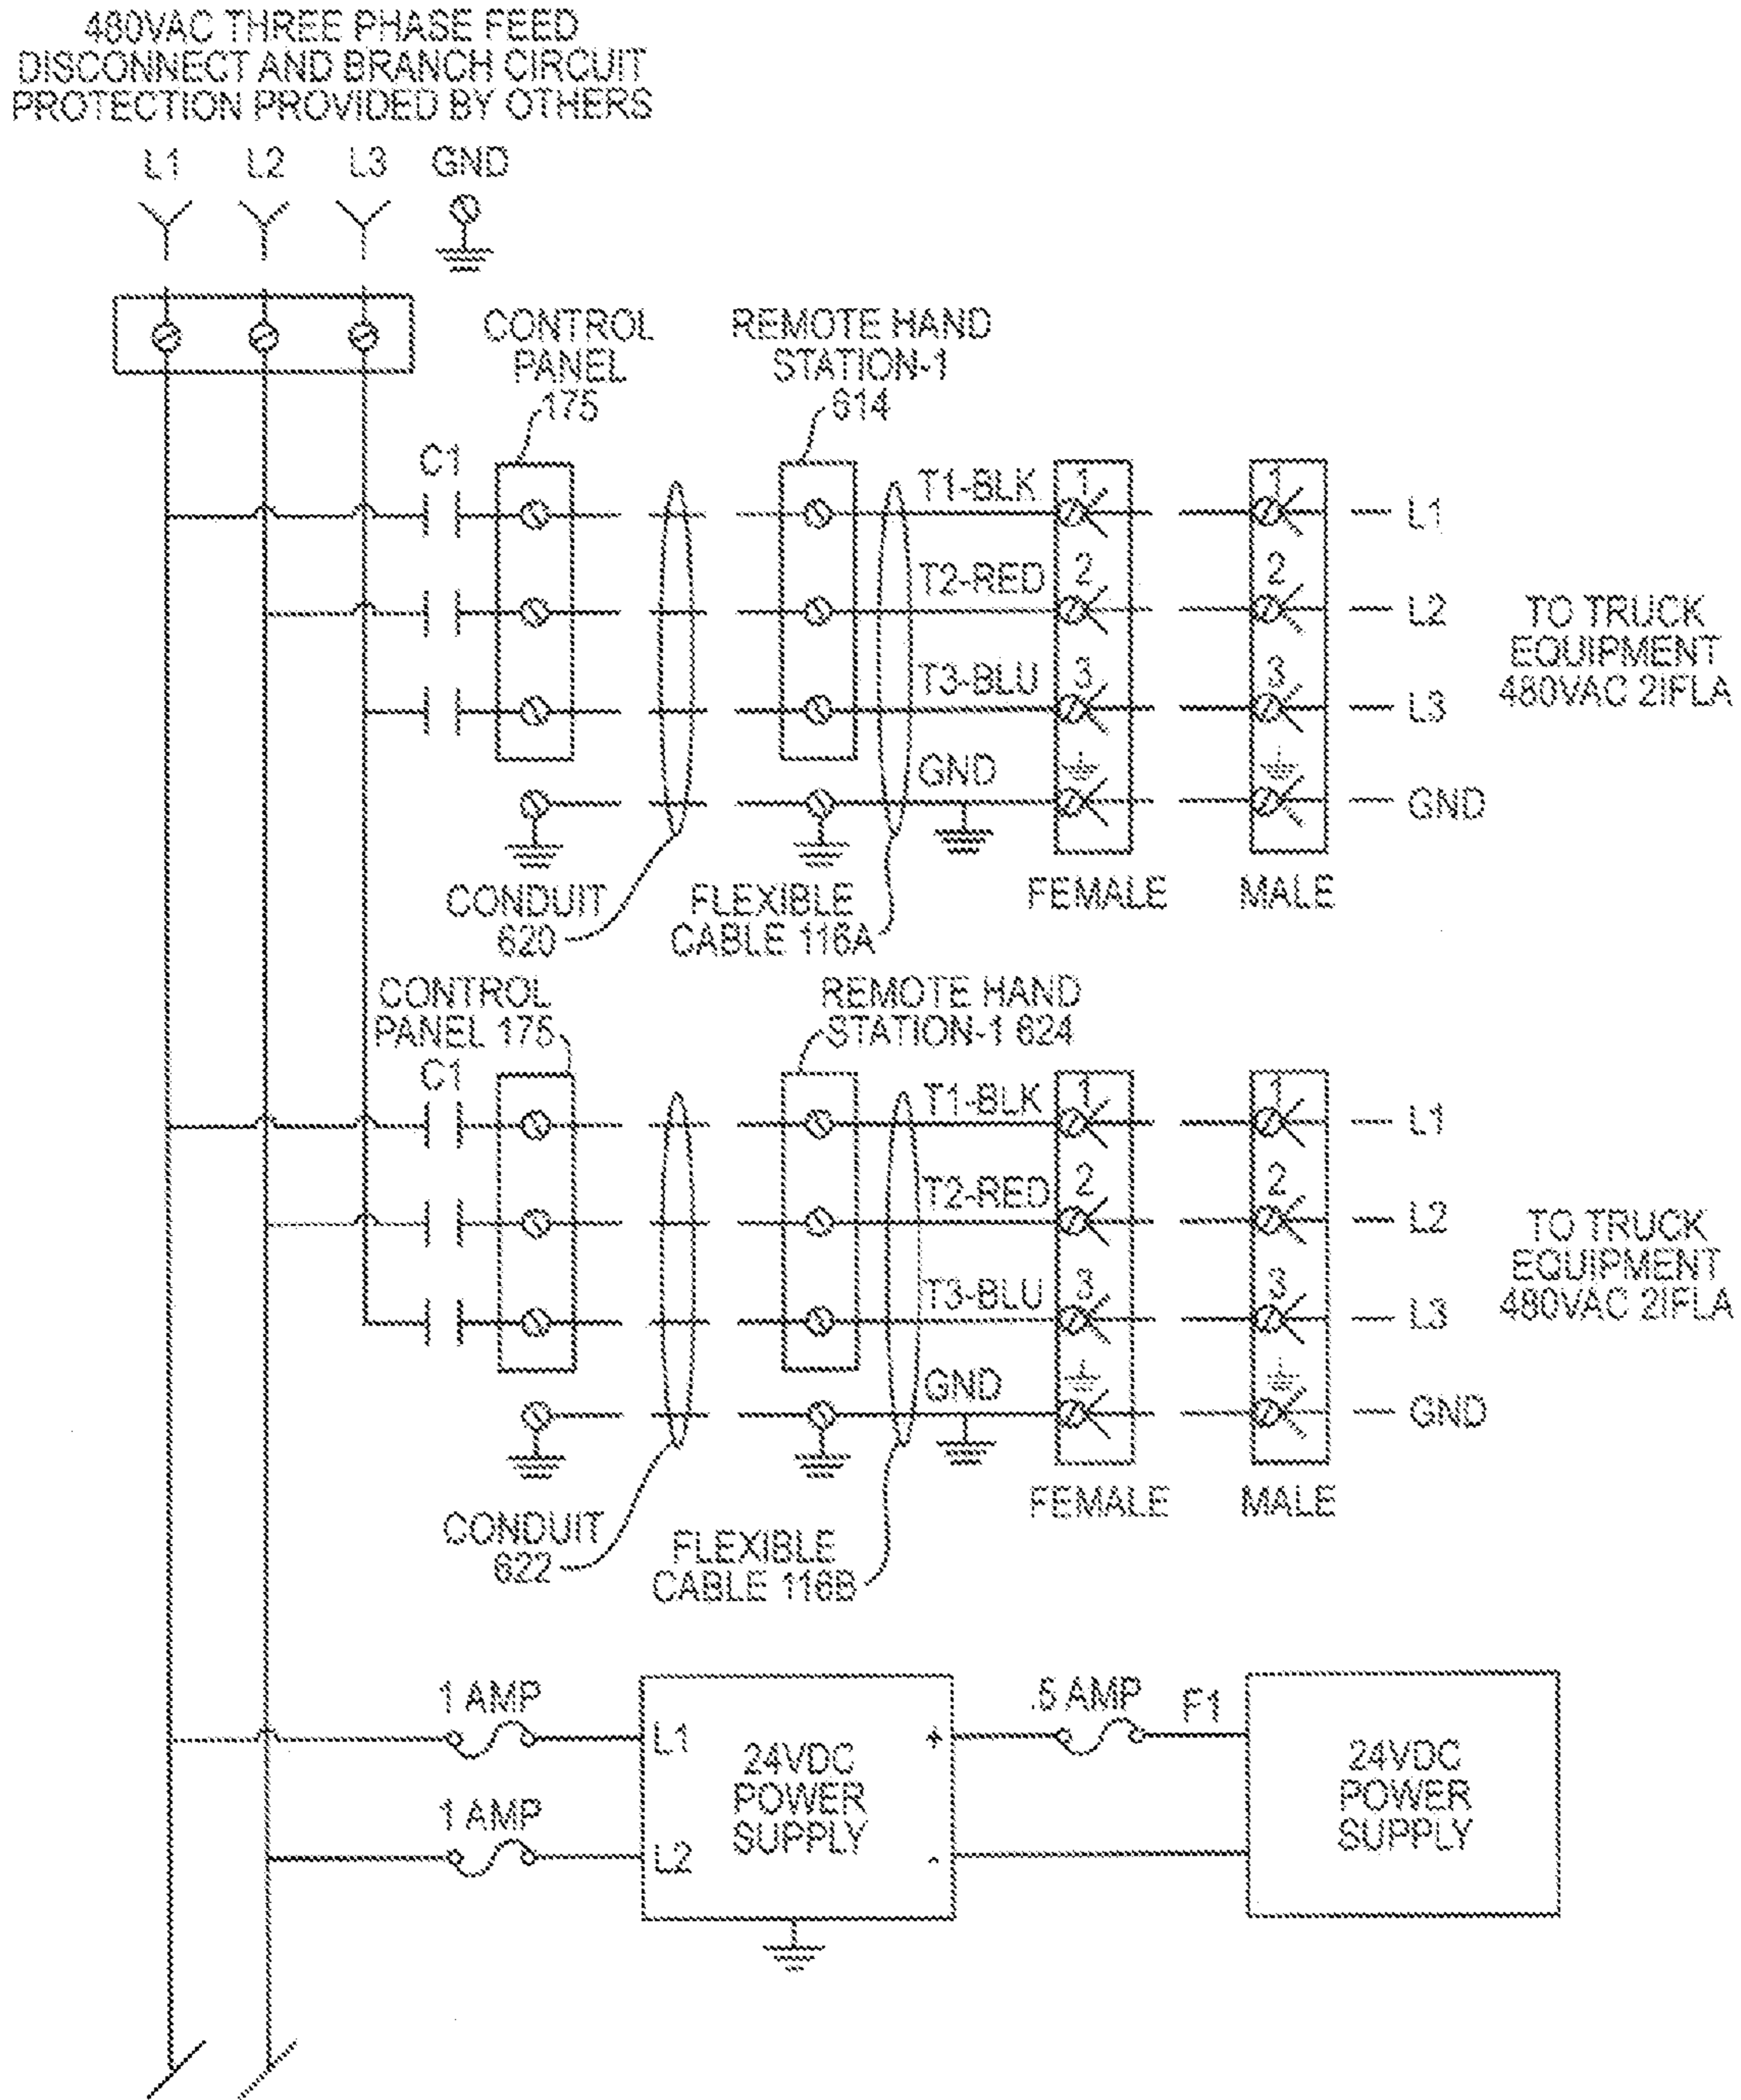 480VAC THREE PHASE FEED
DISCONNECT AND BRANCH CIRCUIT
PROTECTION PROVIDED BY OTHERS
L1 L2 L3 GND
CONTROL
PANEL
175
REMOTE HAND
STATION-1
614
C1
T1-BLK 1 1 L1
T2-RED 2 2 L2
T3-BLU 3 3 L3
GND GND
TO TRUCK
EQUIPMENT
480VAC 2IFLA
CONDUIT
620
FLEXIBLE
CABLE 116A
FEMALE MALE
CONTROL
PANEL 175
REMOTE HAND
STATION-1 624
C1
T1-BLK 1 1 L1
T2-RED 2 2 L2
T3-BLU 3 3 L3
GND GND
TO TRUCK
EQUIPMENT
480VAC 2IFLA
CONDUIT
622
FLEXIBLE
CABLE 116B
FEMALE MALE
1 AMP
L1 +
1 AMP
L2 -
24VDC
POWER
SUPPLY
.5 AMP F1
24VDC
POWER
SUPPLY